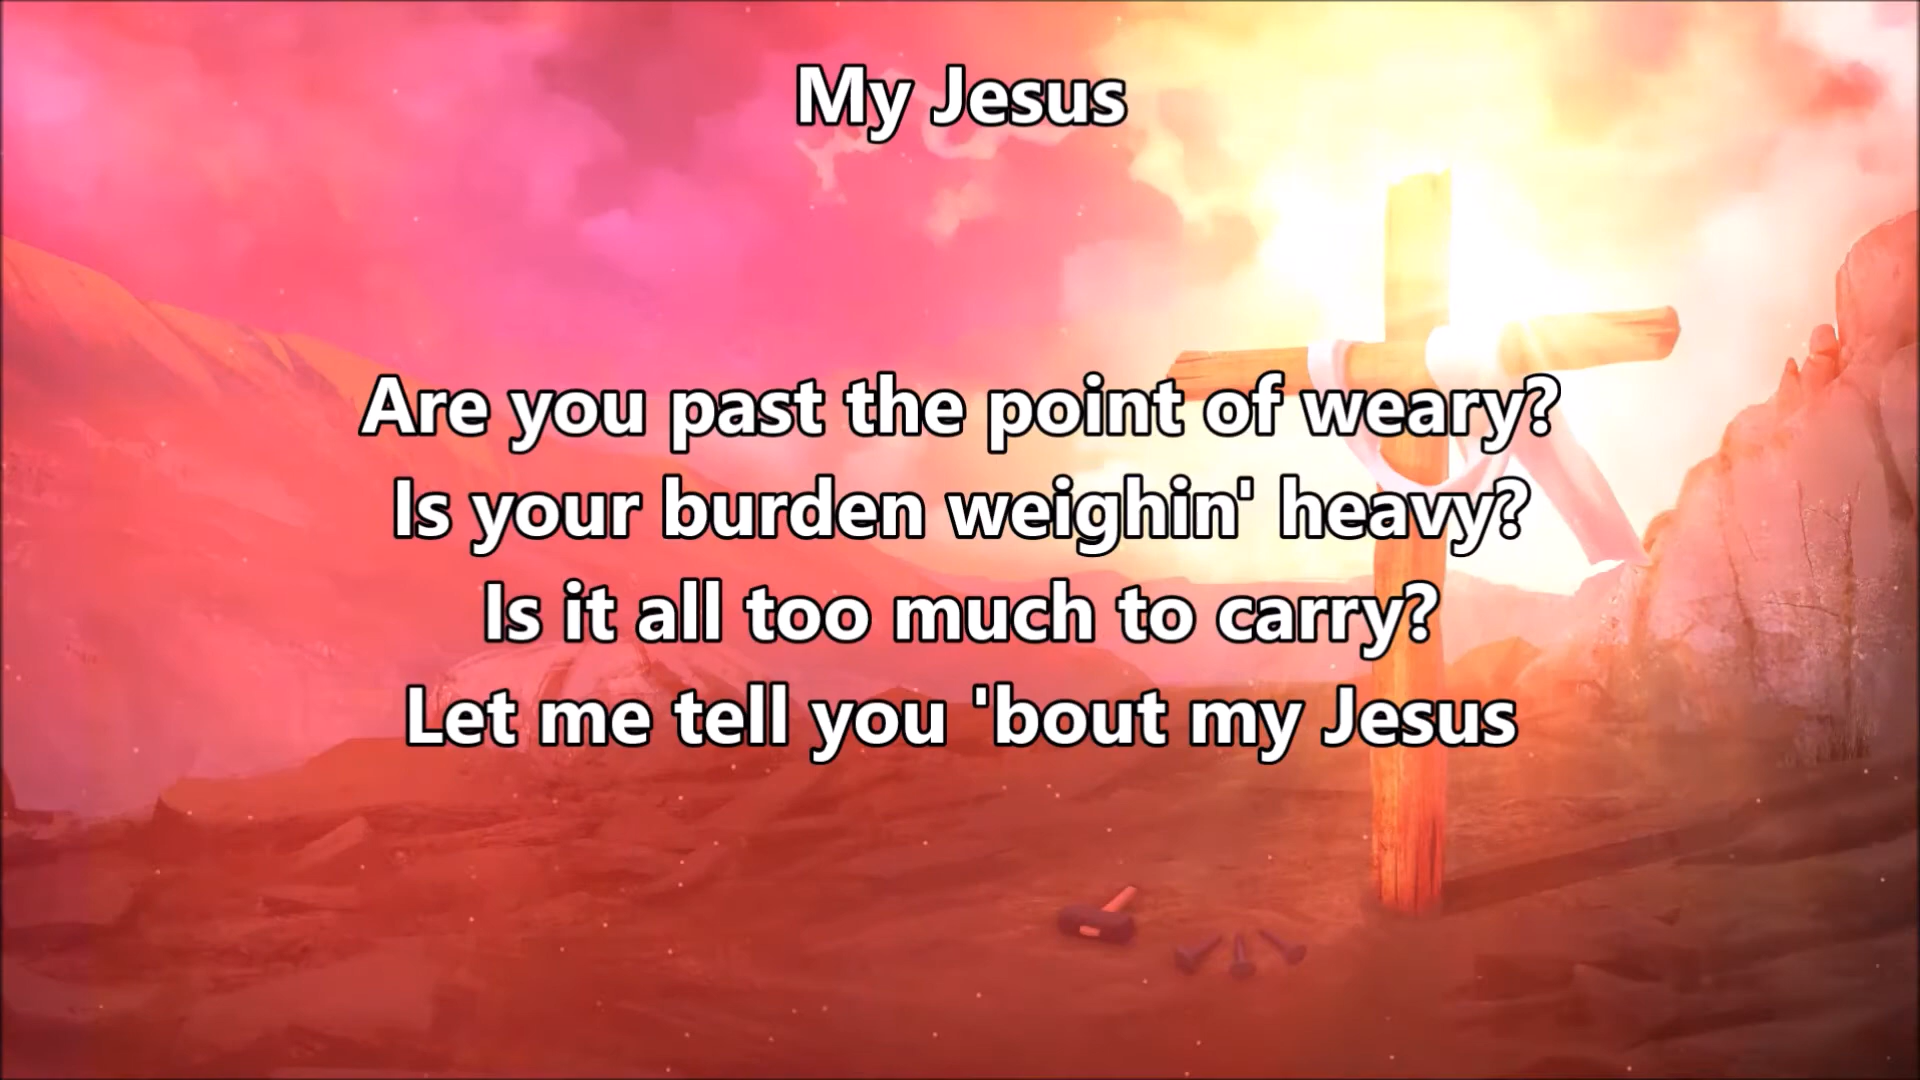 My Jesus
Are you past the point of weary?
Is your burden weighin' heavy?
Is it all too much to carry?
Let me tell you 'bout my Jesus